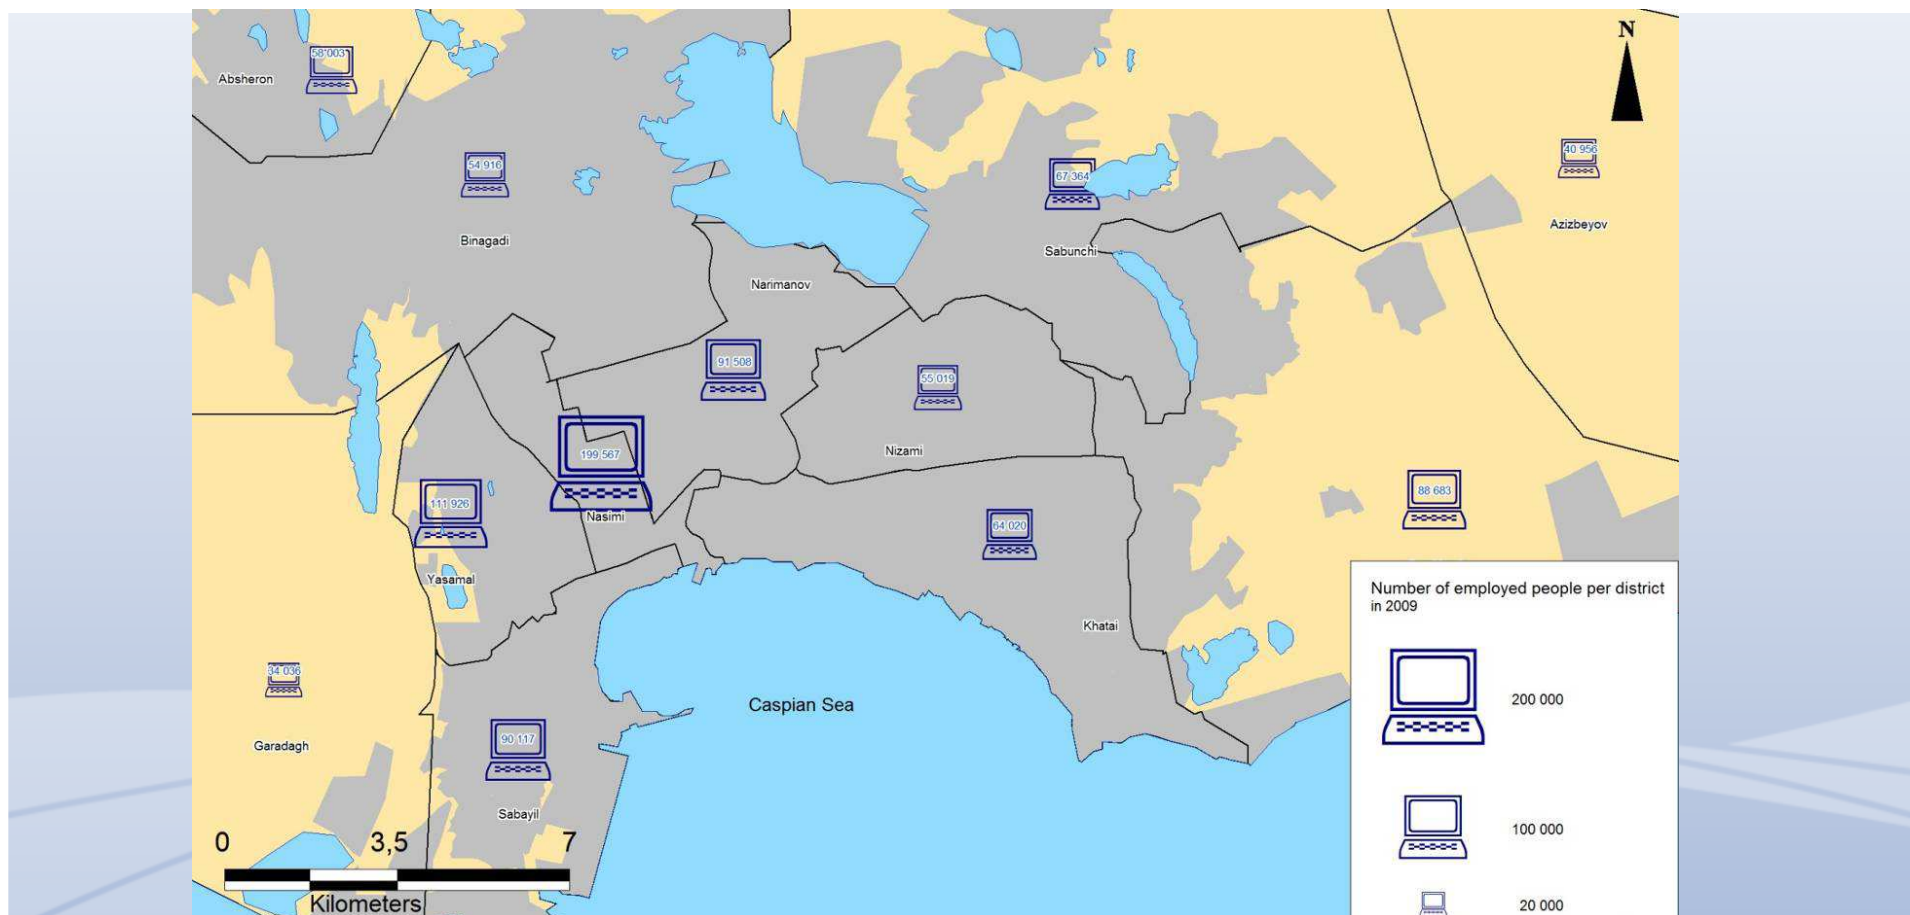 58 003
Absheron
N
54 916
67 364
40 956
Azizbeyov
Binagadi
Sabunchi
Narimanov
91 508
55 019
Nizami
199 567
Nasimi
111 926
Yasamal
88 683
64 020
Khatai
34 036
Garadagh
90 117
Sabayil
Caspian Sea
Number of employed people per district
in 2009
200 000
100 000
20 000
0 3,5 7
Kilometers